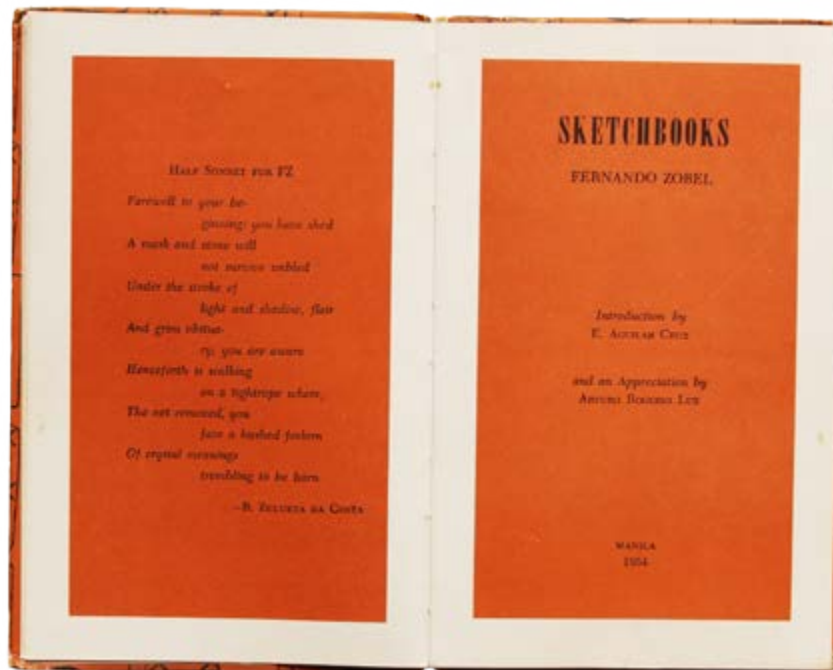 HALF SONNET FOR FZ
Farewell to your be-
ginning: you have shed
A mask and stone will
not survive unbled
Under the stroke of
light and shadow, flair
And grim obitua-
ry, you are aware
Henceforth is walking
on a tightrope where,
The net removed, you
face a hushed forlorn
Of crystal meanings
trembling to be born
—R. ZULUETA DA COSTA
SKETCHBOOKS
FERNANDO ZOBEL
Introduction by
E. AGUILAR CRUZ
and an Appreciation by
ARTURO ROGERIO LUZ
MANILA
1954